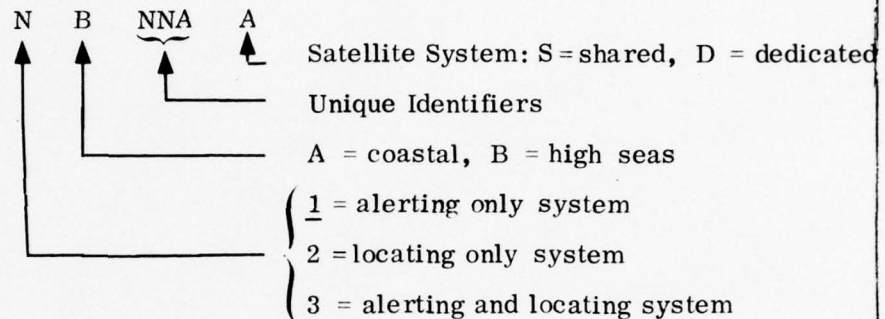 N B NNA A
Satellite System: S = shared, D = dedicated
Unique Identifiers
A = coastal, B = high seas
1 = alerting only system
2 = locating only system
3 = alerting and locating system